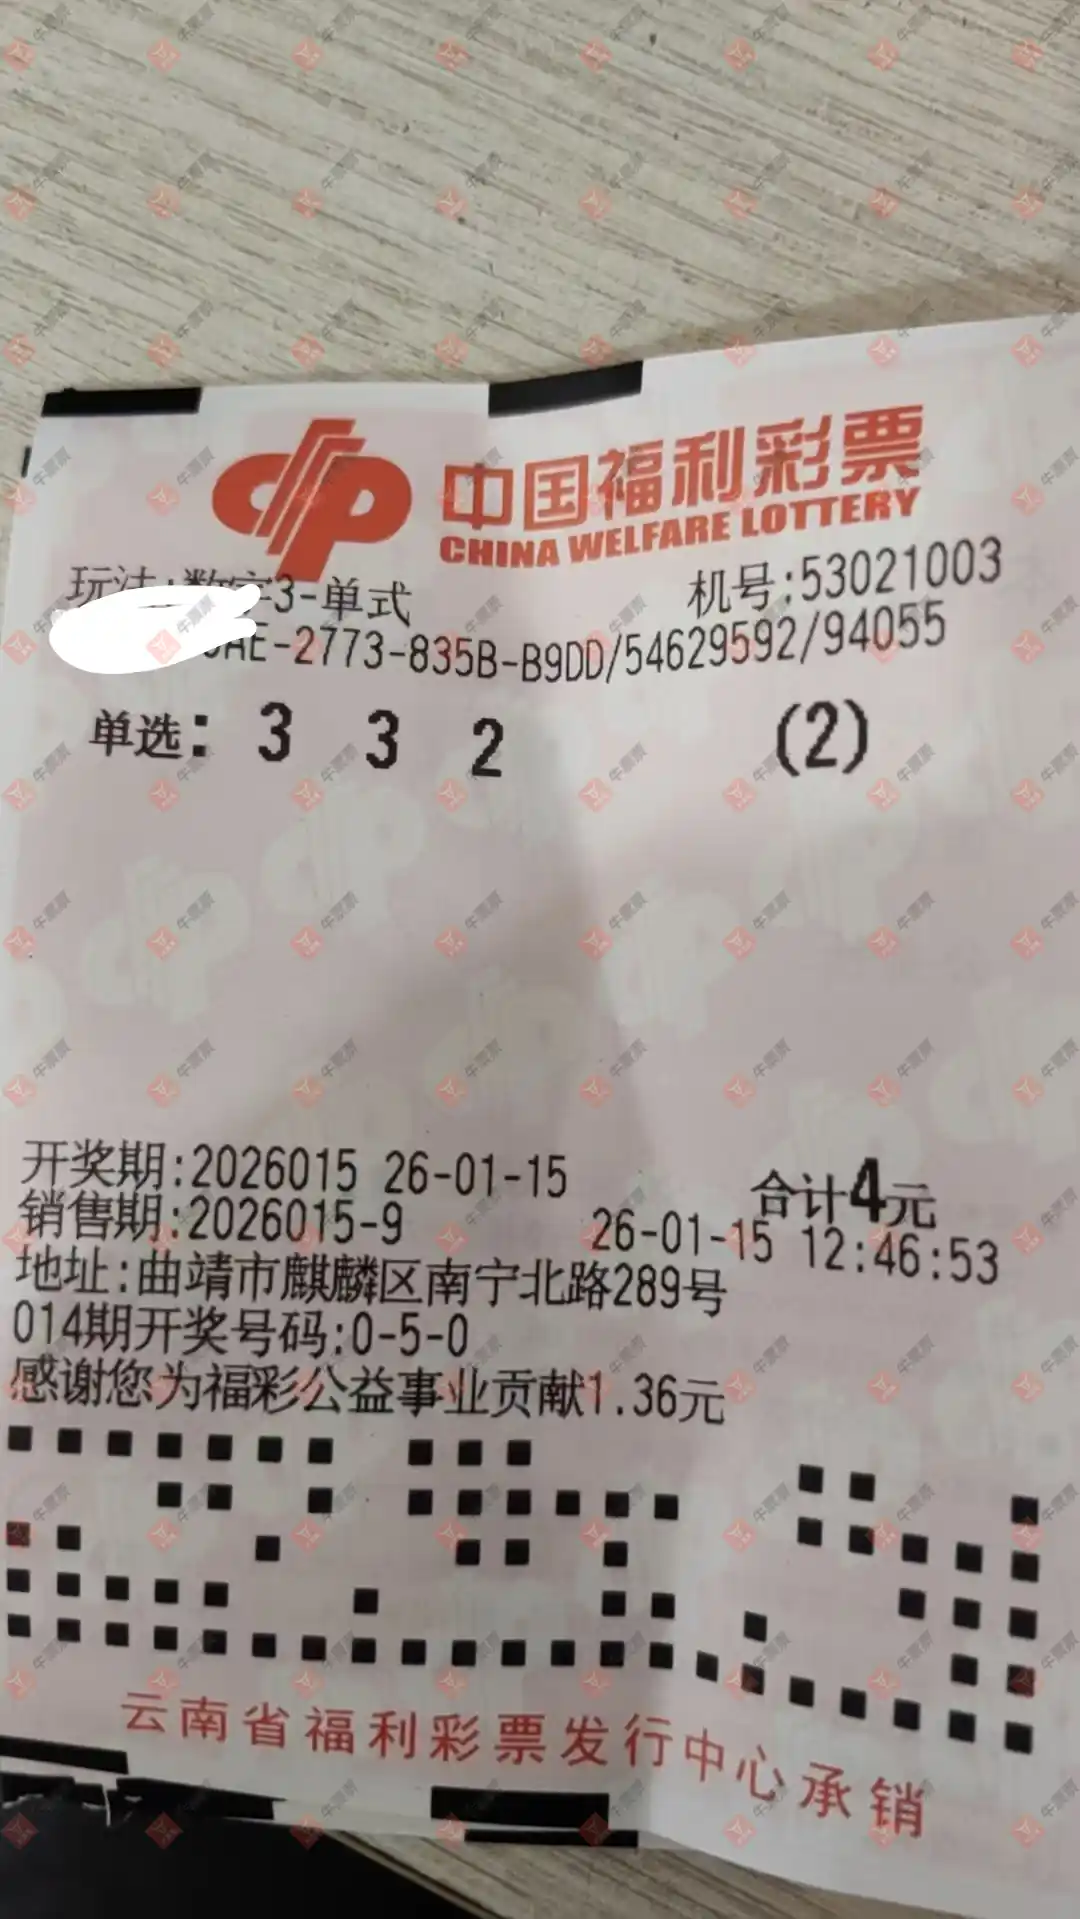 中国福利彩票
CHINA WELFARE LOTTERY
玩法:数字3-单式 机号:53021003
AE-2773-835B-B9DD/54629592/94055
单选: 3 3 2 (2)
开奖期:2026015 26-01-15 合计4元
销售期:2026015-9 26-01-15 12:46:53
地址:曲靖市麒麟区南宁北路289号
014期开奖号码:0-5-0
感谢您为福彩公益事业贡献1.36元
云南省福利彩票发行中心承销